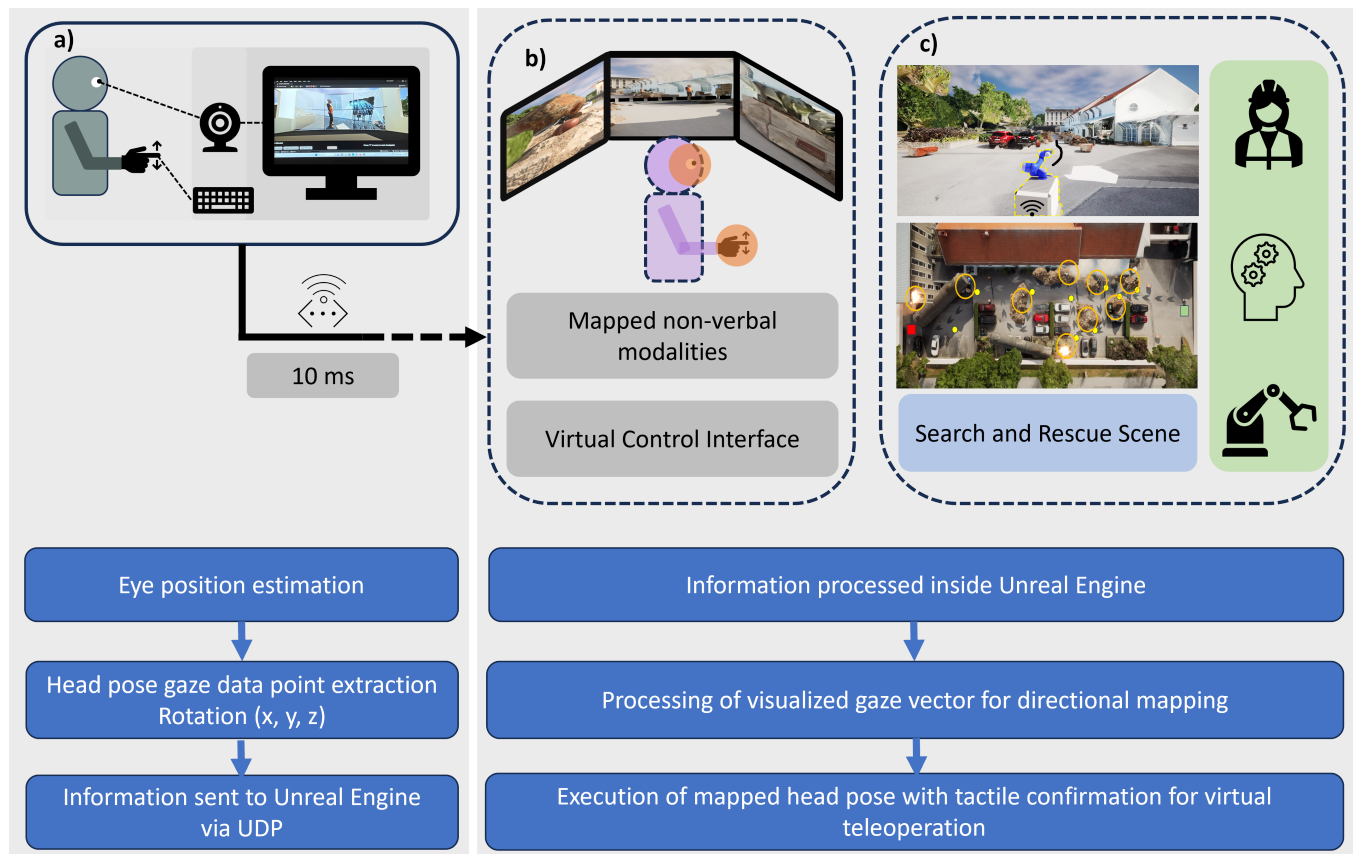 a)
10 ms
b)
Mapped non-verbal
modalities
Virtual Control Interface
c)
Search and Rescue Scene
Eye position estimation
Head pose gaze data point extraction
Rotation (x, y, z)
Information sent to Unreal Engine
via UDP
Information processed inside Unreal Engine
Processing of visualized gaze vector for directional mapping
Execution of mapped head pose with tactile confirmation for virtual
teleoperation